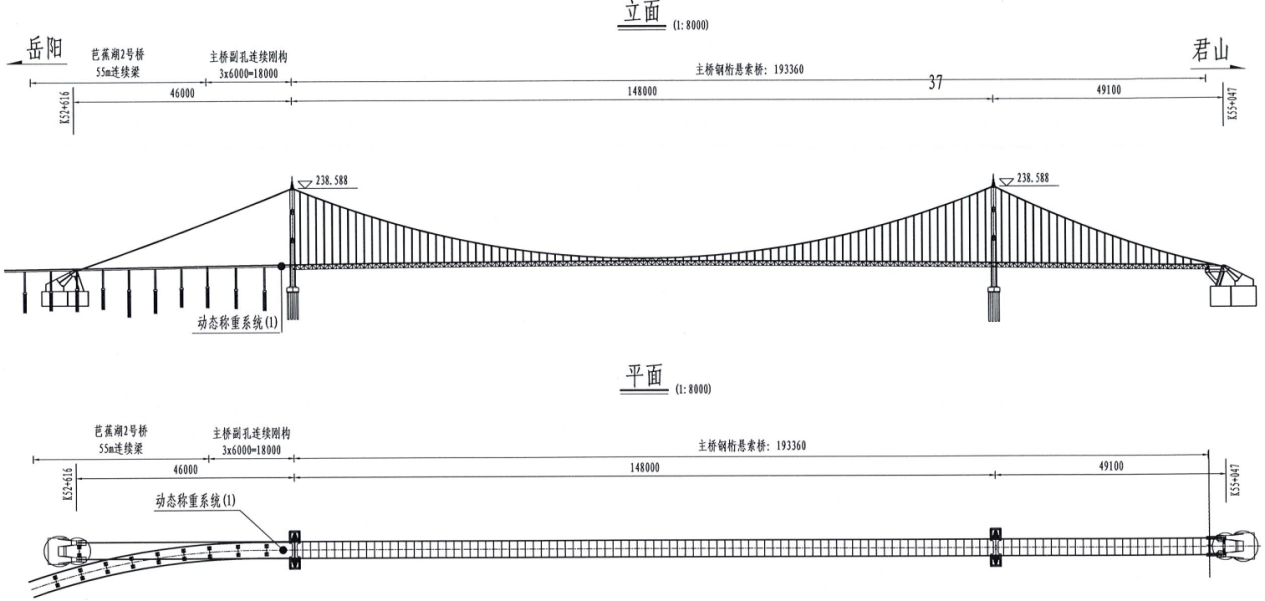 立面
(1:8000)
岳阳
君山
芭蕉湖2号桥
55m连续梁
主桥副孔连续刚构
3x6000=18000
主桥钢桁悬索桥: 193360
37
K52+616
46000
148000
49100
K55+047
238.588
238.588
动态称重系统(1)
平面
(1:8000)
芭蕉湖2号桥
55m连续梁
主桥副孔连续刚构
3x6000=18000
主桥钢桁悬索桥: 193360
K52+616
46000
148000
49100
K55+047
动态称重系统(1)